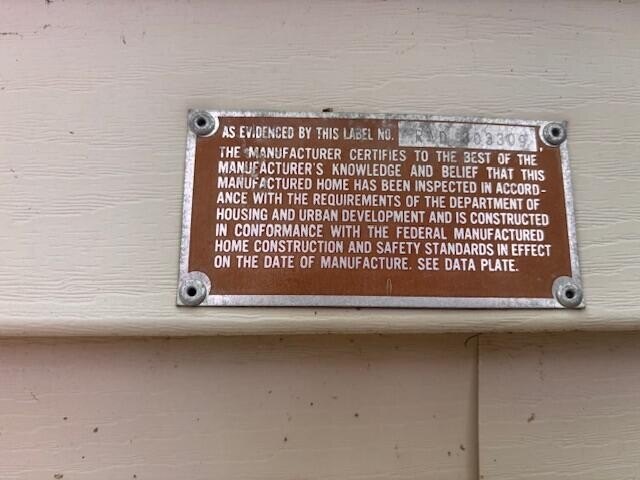 AS EVIDENCED BY THIS LABEL NO.
THE MANUFACTURER CERTIFIES TO THE BEST OF THE
MANUFACTURER'S KNOWLEDGE AND BELIEF THAT THIS
MANUFACTURED HOME HAS BEEN INSPECTED IN ACCORD-
ANCE WITH THE REQUIREMENTS OF THE DEPARTMENT OF
HOUSING AND URBAN DEVELOPMENT AND IS CONSTRUCTED
IN CONFORMANCE WITH THE FEDERAL MANUFACTURED
HOME CONSTRUCTION AND SAFETY STANDARDS IN EFFECT
ON THE DATE OF MANUFACTURE. SEE DATA PLATE.